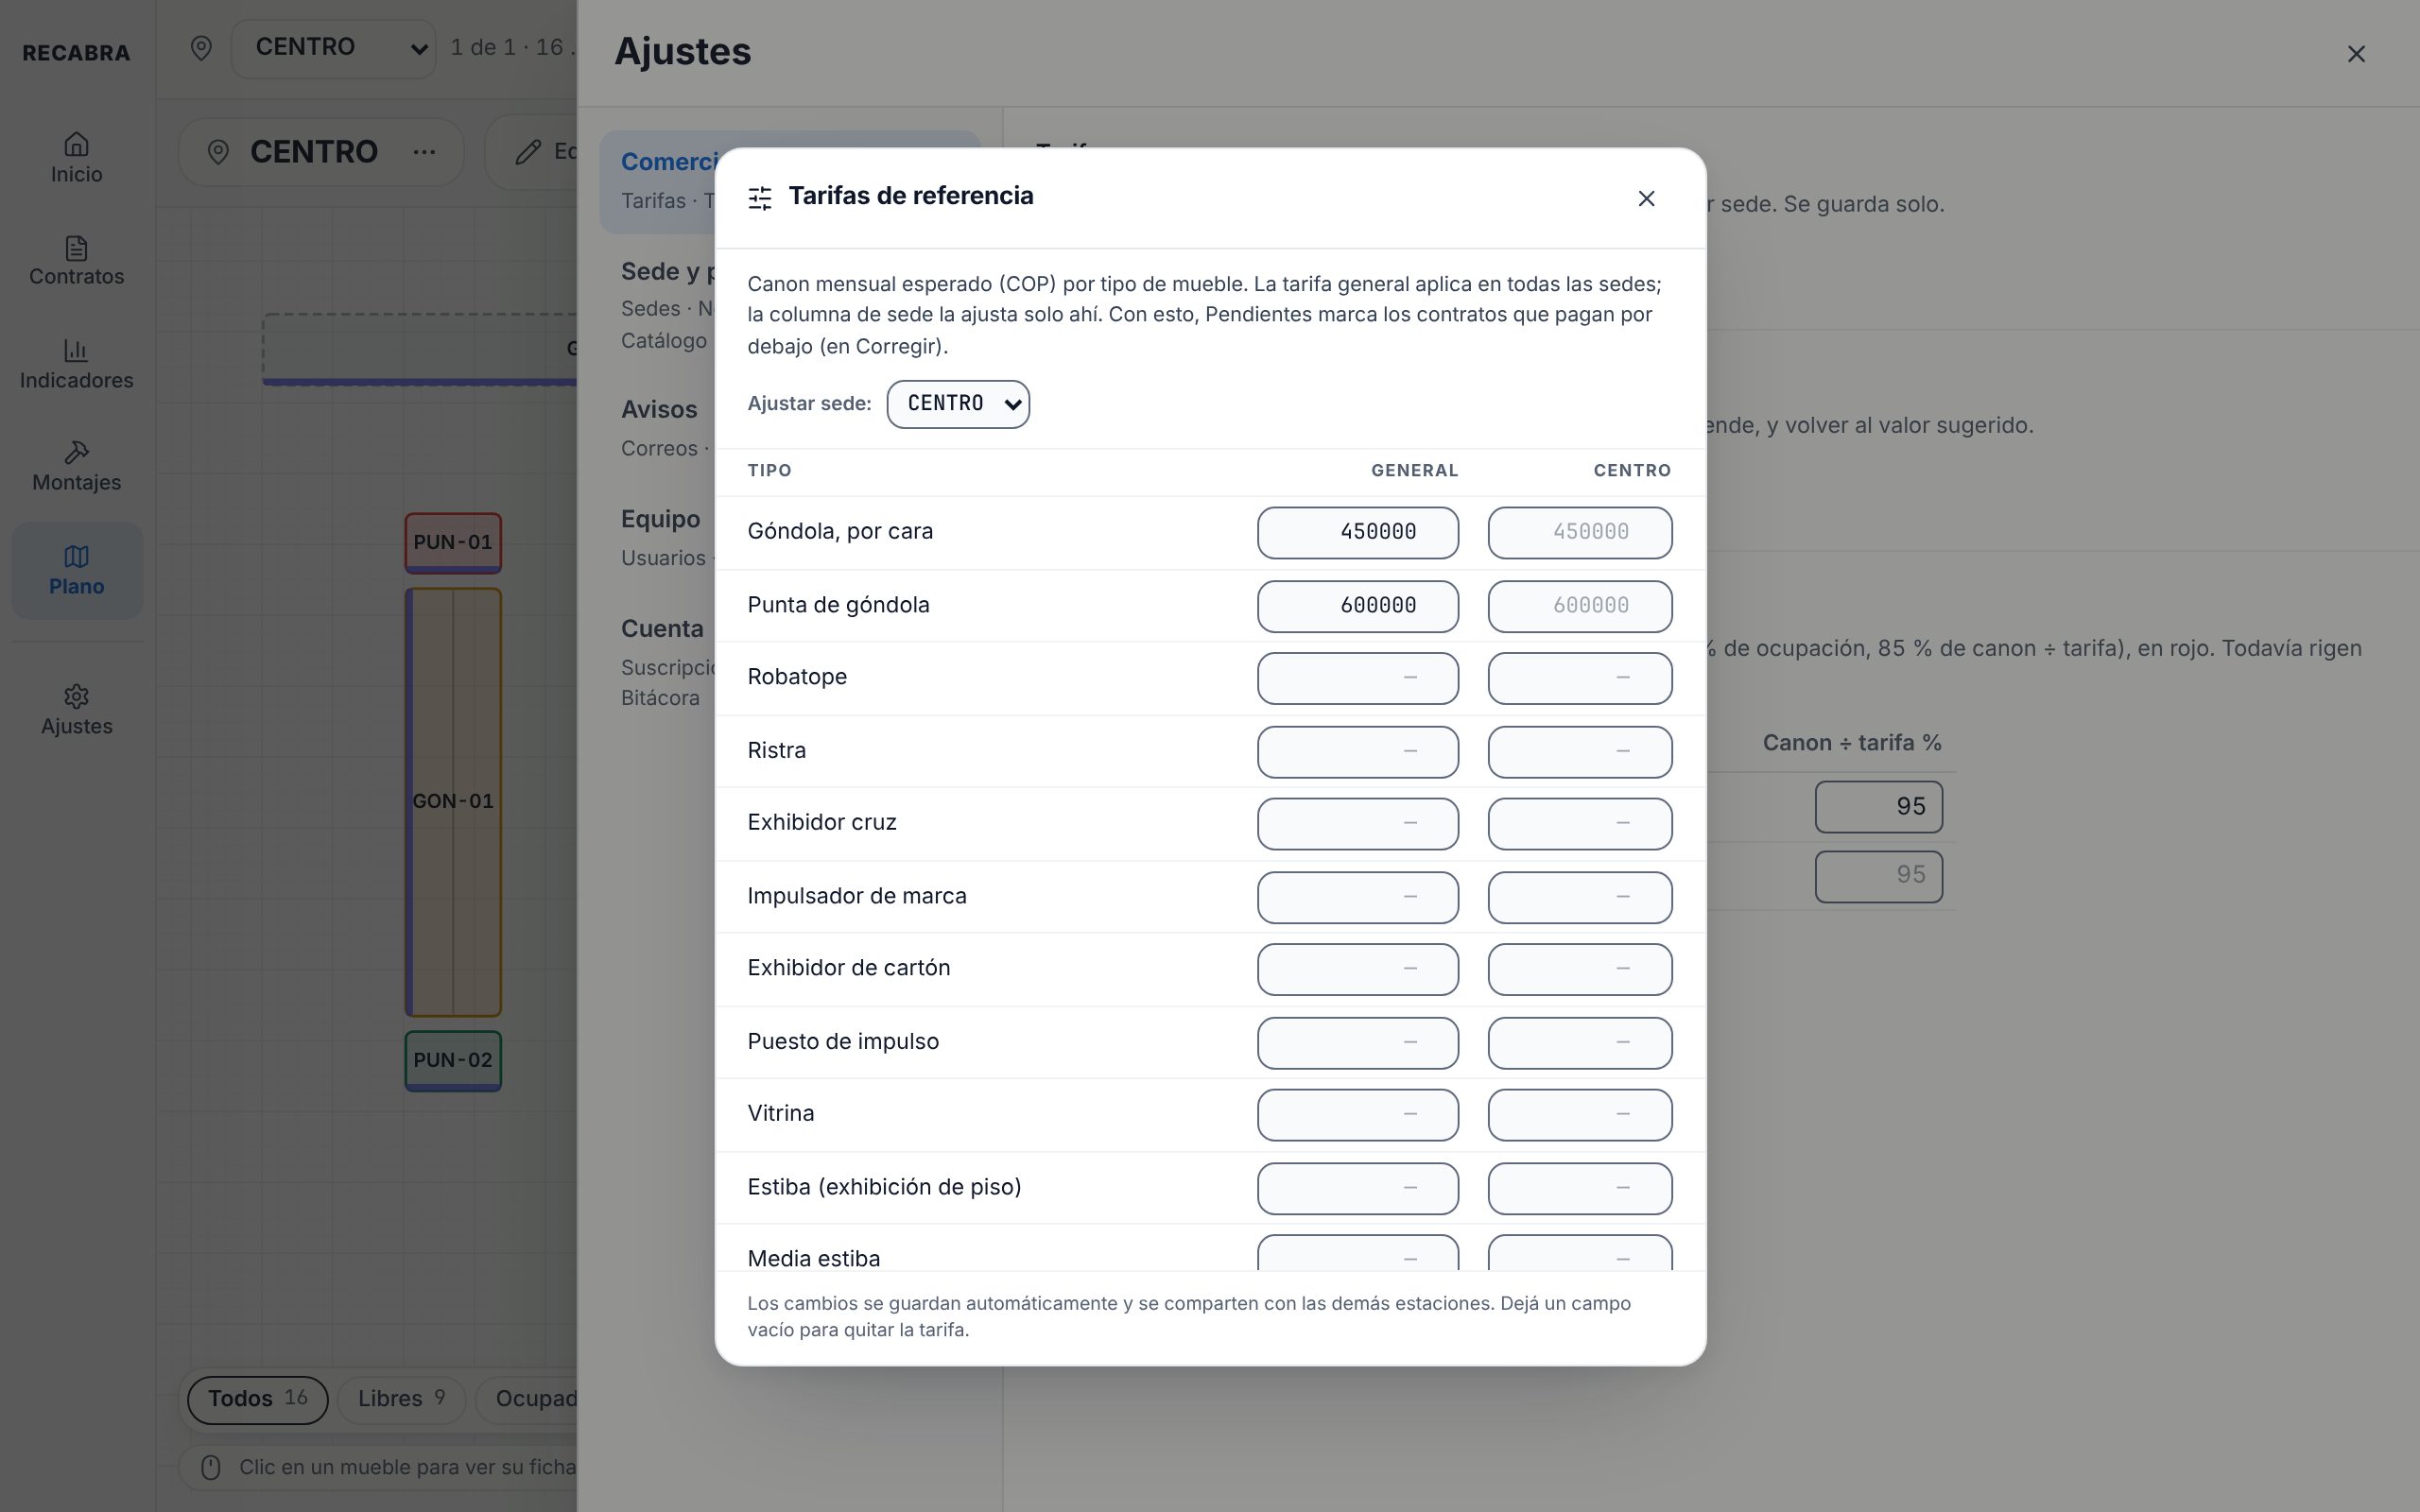 RECABRA
Inicio
Contratos
Indicadores
Montajes
Plano
Ajustes
CENTRO
1 de 1 · 16 .
CENTRO
PUN-01
GON-01
PUN-02
Todos 16
Libres 9
Ocupad
Clic en un mueble para ver su ficha
Ajustes
Comerci
Tarifas · T
Sede y p
Sedes · N
Catálogo
Avisos
Correos ·
Equipo
Usuarios ·
Cuenta
Suscripcio
Bitácora
r sede. Se guarda solo.
ende, y volver al valor sugerido.
% de ocupación, 85 % de canon ÷ tarifa), en rojo. Todavía rigen
Canon ÷ tarifa %
95
95
Tarifas de referencia
Canon mensual esperado (COP) por tipo de mueble. La tarifa general aplica en todas las sedes;
la columna de sede la ajusta solo ahí. Con esto, Pendientes marca los contratos que pagan por
debajo (en Corregir).
Ajustar sede: CENTRO
TIPO GENERAL CENTRO
Góndola, por cara 450000 450000
Punta de góndola 600000 600000
Robatope – –
Ristra – –
Exhibidor cruz – –
Impulsador de marca – –
Exhibidor de cartón – –
Puesto de impulso – –
Vitrina – –
Estiba (exhibición de piso) – –
Media estiba – –
Los cambios se guardan automáticamente y se comparten con las demás estaciones. Dejá un campo
vacío para quitar la tarifa.